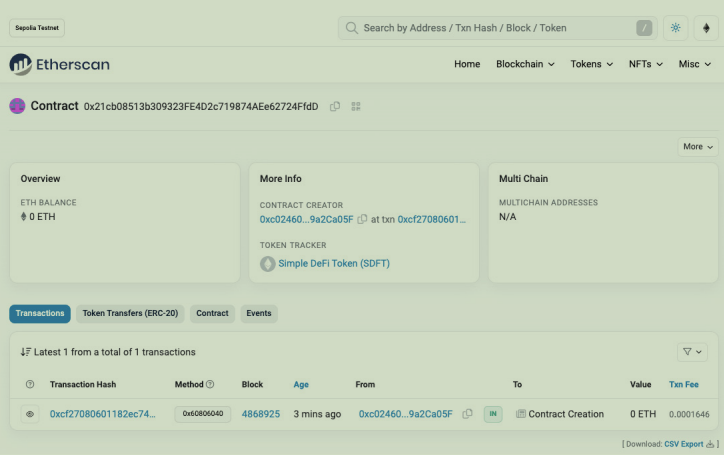 Sepolia Testnet
Search by Address / Txn Hash / Block / Token /
Etherscan
Home Blockchain Tokens NFTs Misc
Contract 0x21cb08513b309323FE4D2c719874AEe62724FfdD
More
Overview
ETH BALANCE
0 ETH
More Info
CONTRACT CREATOR
0xc02460...9a2Ca05F at txn 0xcf27080601...
TOKEN TRACKER
Simple DeFi Token (SDFT)
Multi Chain
MULTICHAIN ADDRESSES
N/A
Transactions Token Transfers (ERC-20) Contract Events
Latest 1 from a total of 1 transactions
Transaction Hash Method Block Age From To Value Txn Fee
0xcf27080601182ec74... 0x60806040 4868925 3 mins ago 0xc02460...9a2Ca05F IN Contract Creation 0 ETH 0.0001646
[ Download: CSV Export ]